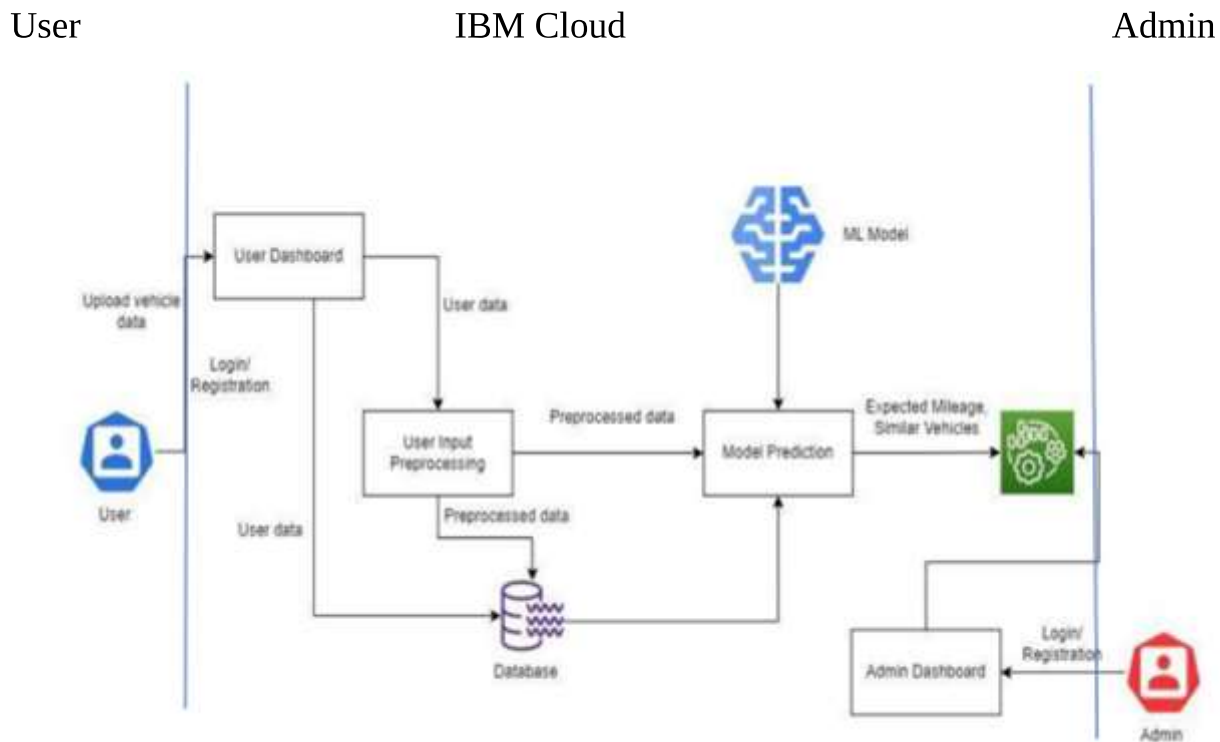 User
IBM Cloud
Admin
ML Model
User Dashboard
Upload vehicle
data
User data
Login/
Registration
Preprocessed data
Expected Mileage,
Similar Vehicles
User Input
Preprocessing
Model Prediction
User
Preprocessed data
User data
Login/
Registration
Database
Admin Dashboard
Admin